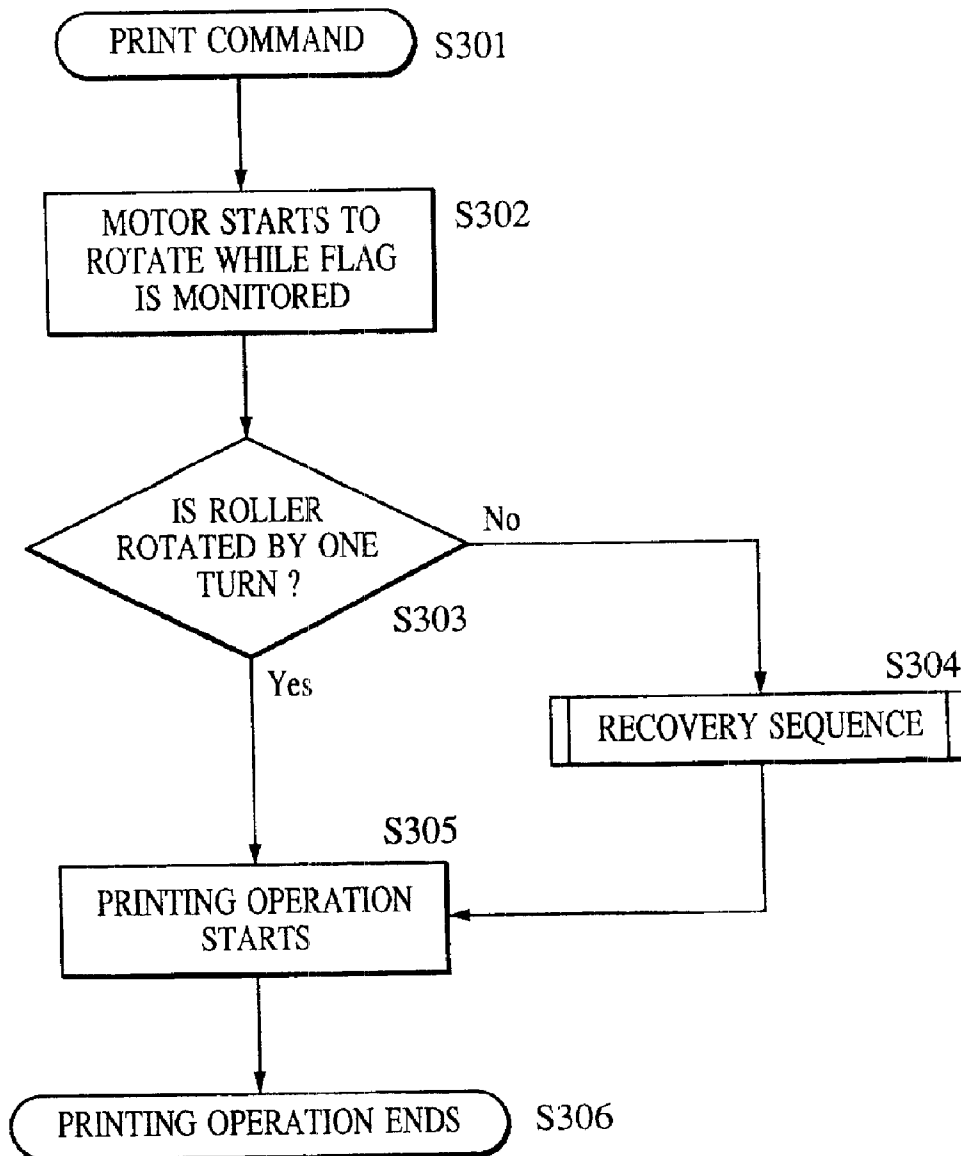 PRINT COMMAND
S301
MOTOR STARTS TO
ROTATE WHILE FLAG
IS MONITORED
S302
IS ROLLER
ROTATED BY ONE
TURN ?
No
S303
Yes
S304
RECOVERY SEQUENCE
S305
PRINTING OPERATION
STARTS
PRINTING OPERATION ENDS
S306